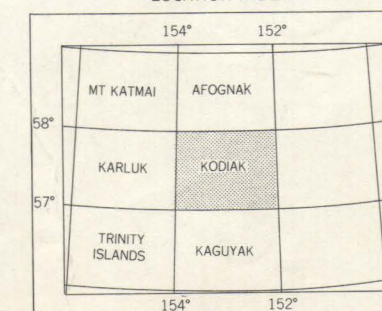 154° 152°
MT KATMAI AFOGNAK
58°
KARLUK KODIAK
57°
TRINITY
ISLANDS KAGUYAK
154° 152°